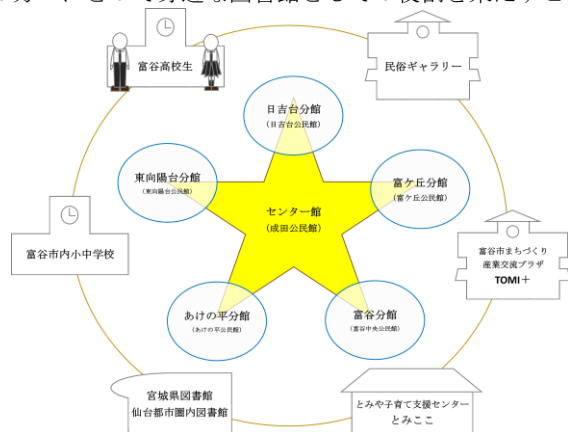 富谷高校生
民俗ギャラリー
日吉台分館
(日吉台公民館)
東向陽台分館
(東向陽台公民館)
富ケ丘分館
(富ケ丘公民館)
センター館
(成田公民館)
富谷市内小中学校
富谷市まちづくり
産業交流プラザ
TOMI+
あけの平分館
(あけの平公民館)
富谷分館
(富谷中央公民館)
宮城県図書館
仙台都市圏内図書館
とみや子育て支援センター
とみここ